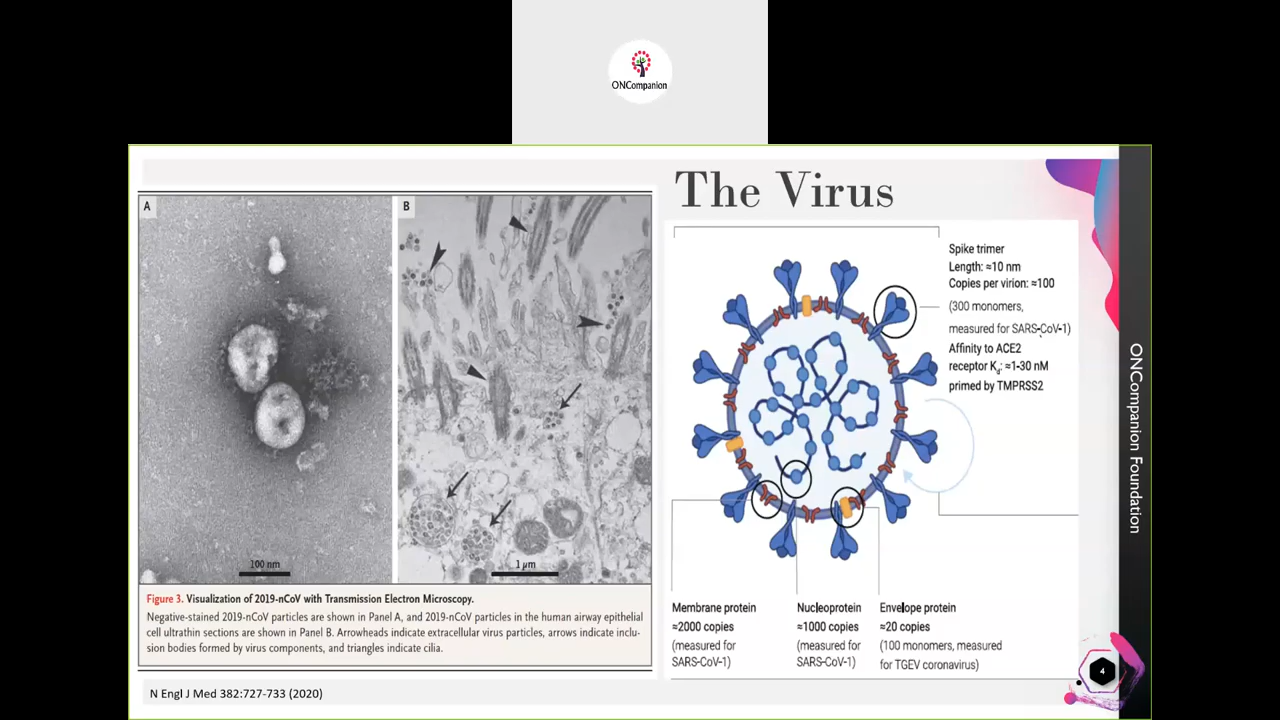 ONCompanion
The Virus
A
B
100 nm
1 µm
Figure 3. Visualization of 2019-nCoV with Transmission Electron Microscopy.
Negative-stained 2019-nCoV particles are shown in Panel A, and 2019-nCoV particles in the human airway epithelial
cell ultrathin sections are shown in Panel B. Arrowheads indicate extracellular virus particles, arrows indicate inclu-
sion bodies formed by virus components, and triangles indicate cilia.
N Engl J Med 382:727-733 (2020)
Spike trimer
Length: ≈10 nm
Copies per virion: ≈100
(300 monomers,
measured for SARS-CoV-1)
Affinity to ACE2
receptor Kd: ≈1-30 nM
primed by TMPRSS2
Membrane protein
≈2000 copies
(measured for
SARS-CoV-1)
Nucleoprotein
≈1000 copies
(measured for
SARS-CoV-1)
Envelope protein
≈20 copies
(100 monomers, measured
for TGEV coronavirus)
ONCompanion Foundation
4